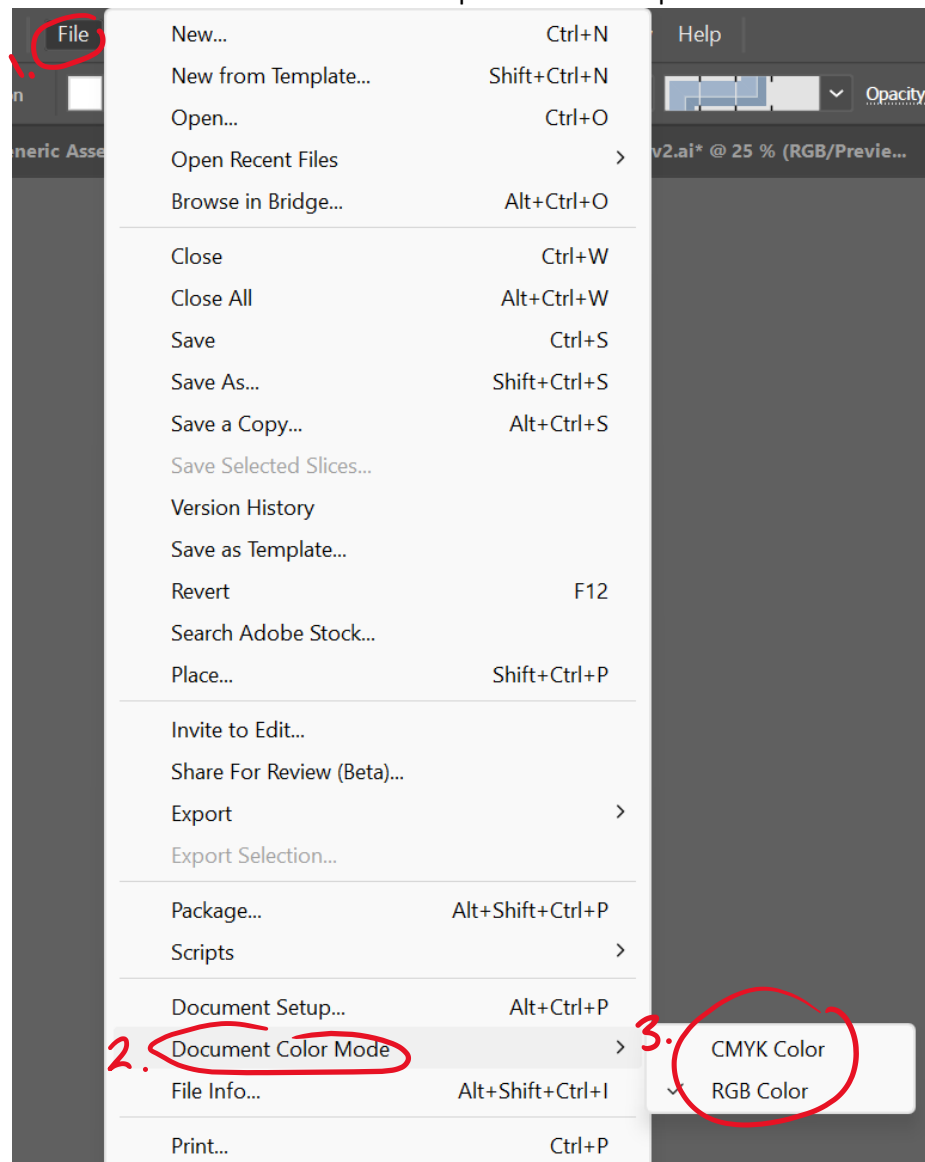 1. File
Help
n
Opacity
neric Asse
v2.ai* @ 25 % (RGB/Previe...
New... Ctrl+N
New from Template... Shift+Ctrl+N
Open... Ctrl+O
Open Recent Files >
Browse in Bridge... Alt+Ctrl+O
Close Ctrl+W
Close All Alt+Ctrl+W
Save Ctrl+S
Save As... Shift+Ctrl+S
Save a Copy... Alt+Ctrl+S
Save Selected Slices...
Version History
Save as Template...
Revert F12
Search Adobe Stock...
Place... Shift+Ctrl+P
Invite to Edit...
Share For Review (Beta)...
Export >
Export Selection...
Package... Alt+Shift+Ctrl+P
Scripts >
Document Setup... Alt+Ctrl+P
2. Document Color Mode >
3. CMYK Color
File Info... Alt+Shift+Ctrl+I
✓ RGB Color
Print... Ctrl+P